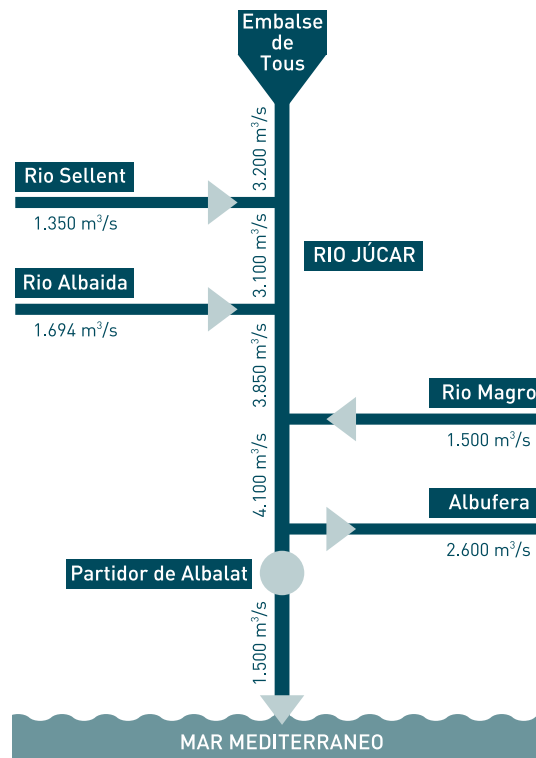 Embalse
de
Tous
3.200 m³/s
Rio Sellent
1.350 m³/s
3.100 m³/s
RIO JÚCAR
Rio Albaida
1.694 m³/s
3.850 m³/s
Rio Magro
1.500 m³/s
4.100 m³/s
Albufera
2.600 m³/s
Partidor de Albalat
1.500 m³/s
MAR MEDITERRANEO